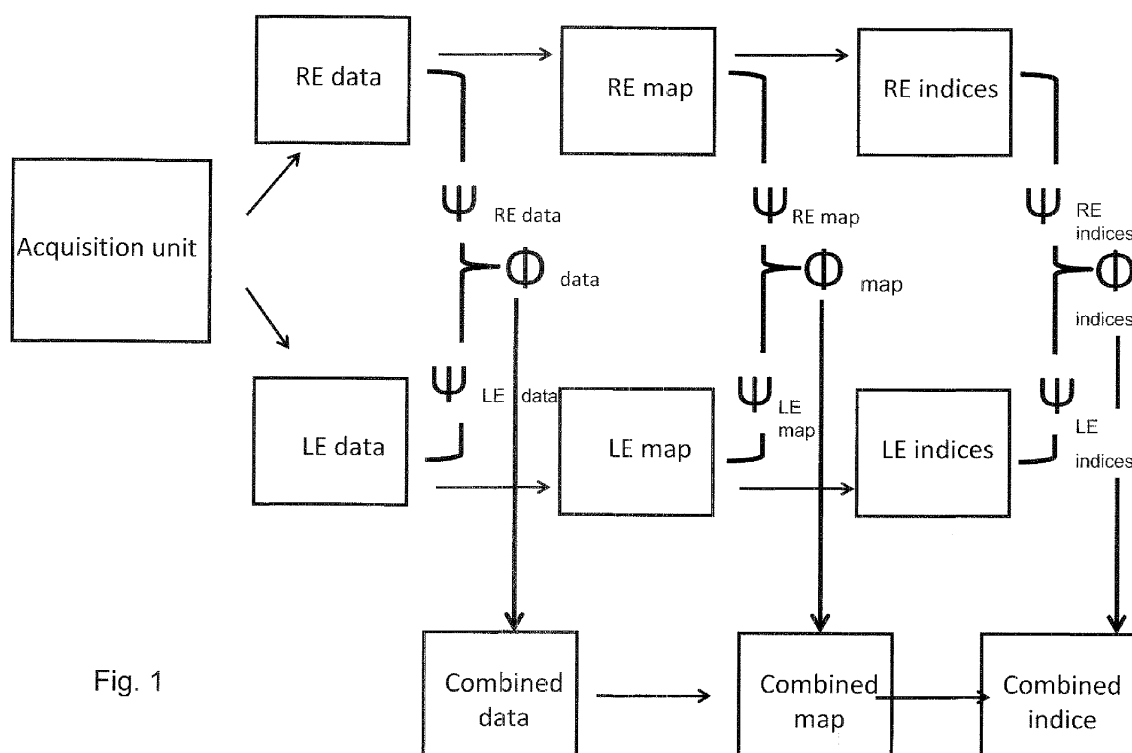 RE data
RE map
RE indices
Acquisition unit
Ψ RE data
Ψ RE map
Ψ RE
indices
Φ data
Φ map
Φ
indices
Ψ LE data
Ψ LE
map
Ψ LE
indices
LE data
LE map
LE indices
Fig. 1
Combined
data
Combined
map
Combined
indice